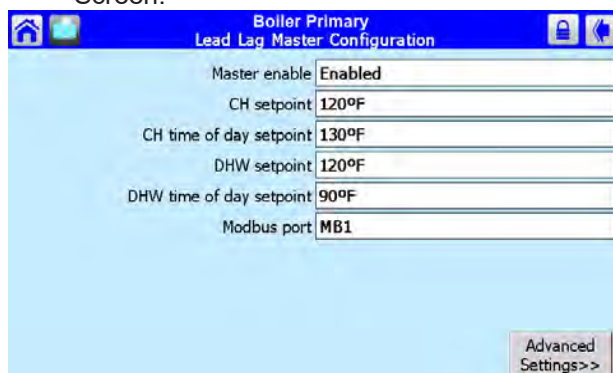 Screen.
Boiler Primary
Lead Lag Master Configuration
Master enable Enabled
CH setpoint 120ºF
CH time of day setpoint 130ºF
DHW setpoint 120ºF
DHW time of day setpoint 90ºF
Modbus port MB1
Advanced
Settings>>